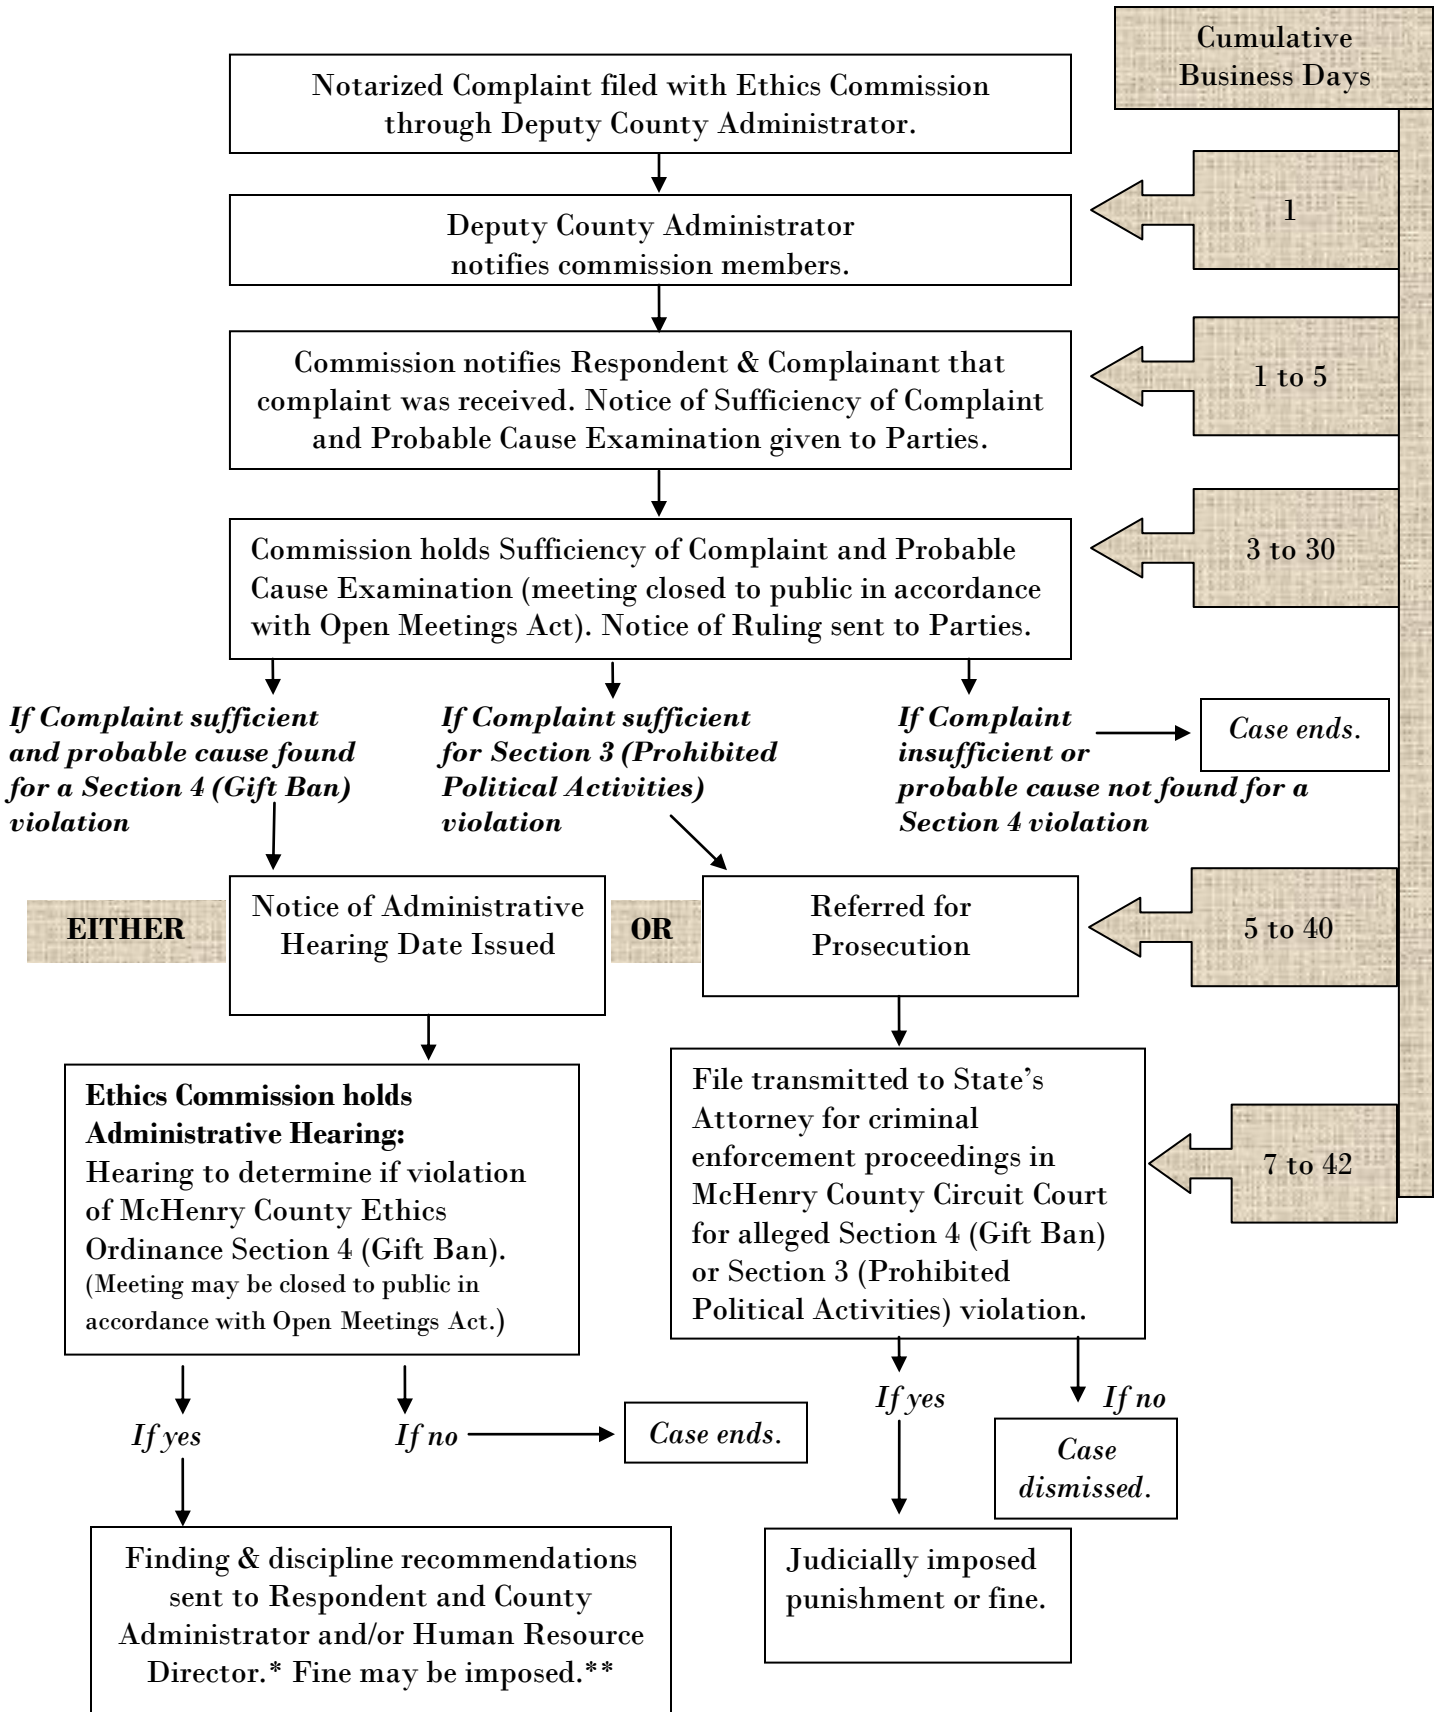 Cumulative
Business Days
Notarized Complaint filed with Ethics Commission
through Deputy County Administrator.
1
Deputy County Administrator
notifies commission members.
1 to 5
Commission notifies Respondent & Complainant that
complaint was received. Notice of Sufficiency of Complaint
and Probable Cause Examination given to Parties.
3 to 30
Commission holds Sufficiency of Complaint and Probable
Cause Examination (meeting closed to public in accordance
with Open Meetings Act). Notice of Ruling sent to Parties.
If Complaint sufficient
and probable cause found
for a Section 4 (Gift Ban)
violation
If Complaint sufficient
for Section 3 (Prohibited
Political Activities)
violation
If Complaint
insufficient or
probable cause not found for a
Section 4 violation
Case ends.
EITHER
Notice of Administrative
Hearing Date Issued
OR
Referred for
Prosecution
5 to 40
Ethics Commission holds
Administrative Hearing:
Hearing to determine if violation
of McHenry County Ethics
Ordinance Section 4 (Gift Ban).
(Meeting may be closed to public in
accordance with Open Meetings Act.)
File transmitted to State’s
Attorney for criminal
enforcement proceedings in
McHenry County Circuit Court
for alleged Section 4 (Gift Ban)
or Section 3 (Prohibited
Political Activities) violation.
7 to 42
If yes
If no
Case ends.
If yes
If no
Case
dismissed.
Finding & discipline recommendations
sent to Respondent and County
Administrator and/or Human Resource
Director.* Fine may be imposed.**
Judicially imposed
punishment or fine.